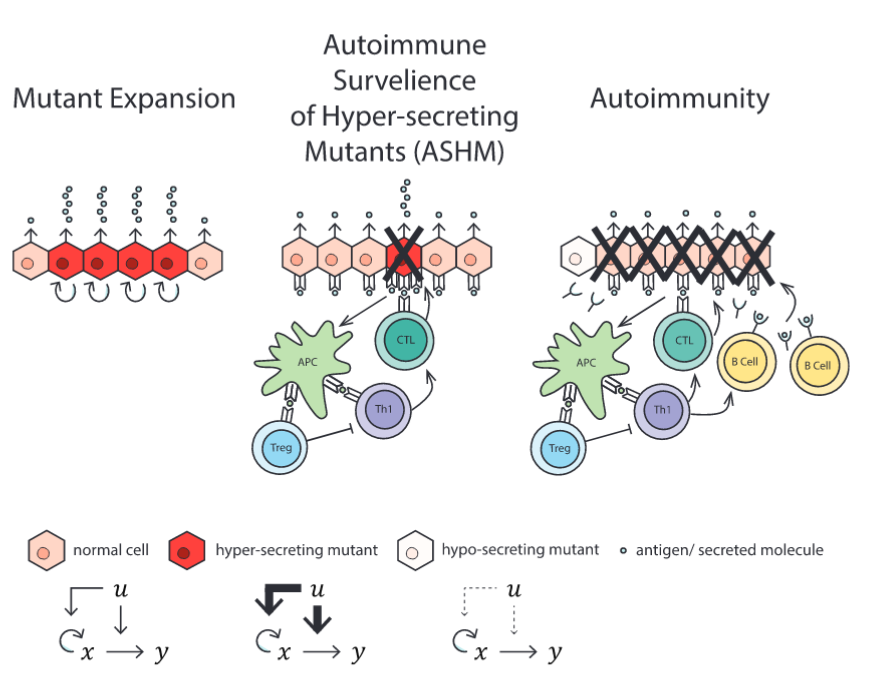 Mutant Expansion
Autoimmune
Survelience
of Hyper-secreting
Mutants (ASHM)
Autoimmunity
APC
CTL
Th1
Treg
APC
CTL
Th1
Treg
B Cell
B Cell
normal cell
hyper-secreting mutant
hypo-secreting mutant
antigen/ secreted molecule
u
x
y
u
x
y
u
x
y